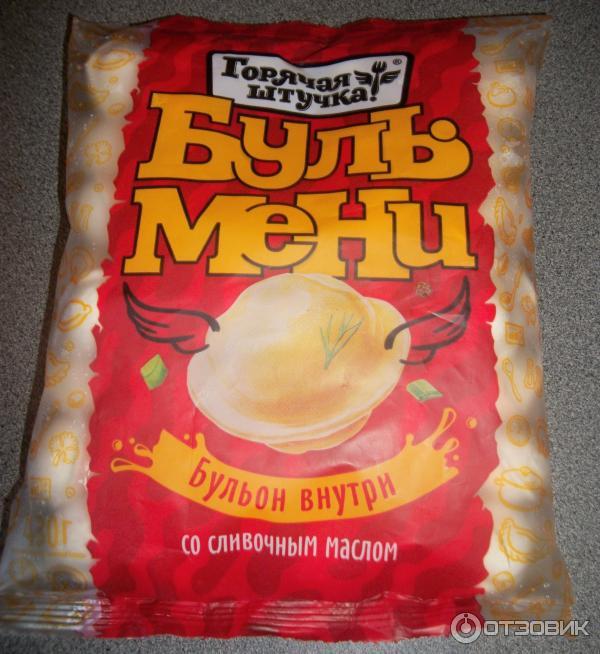 Горячая
штучка!
®
Буль
мени
Бульон внутри
со сливочным маслом
ОТЗОВИК